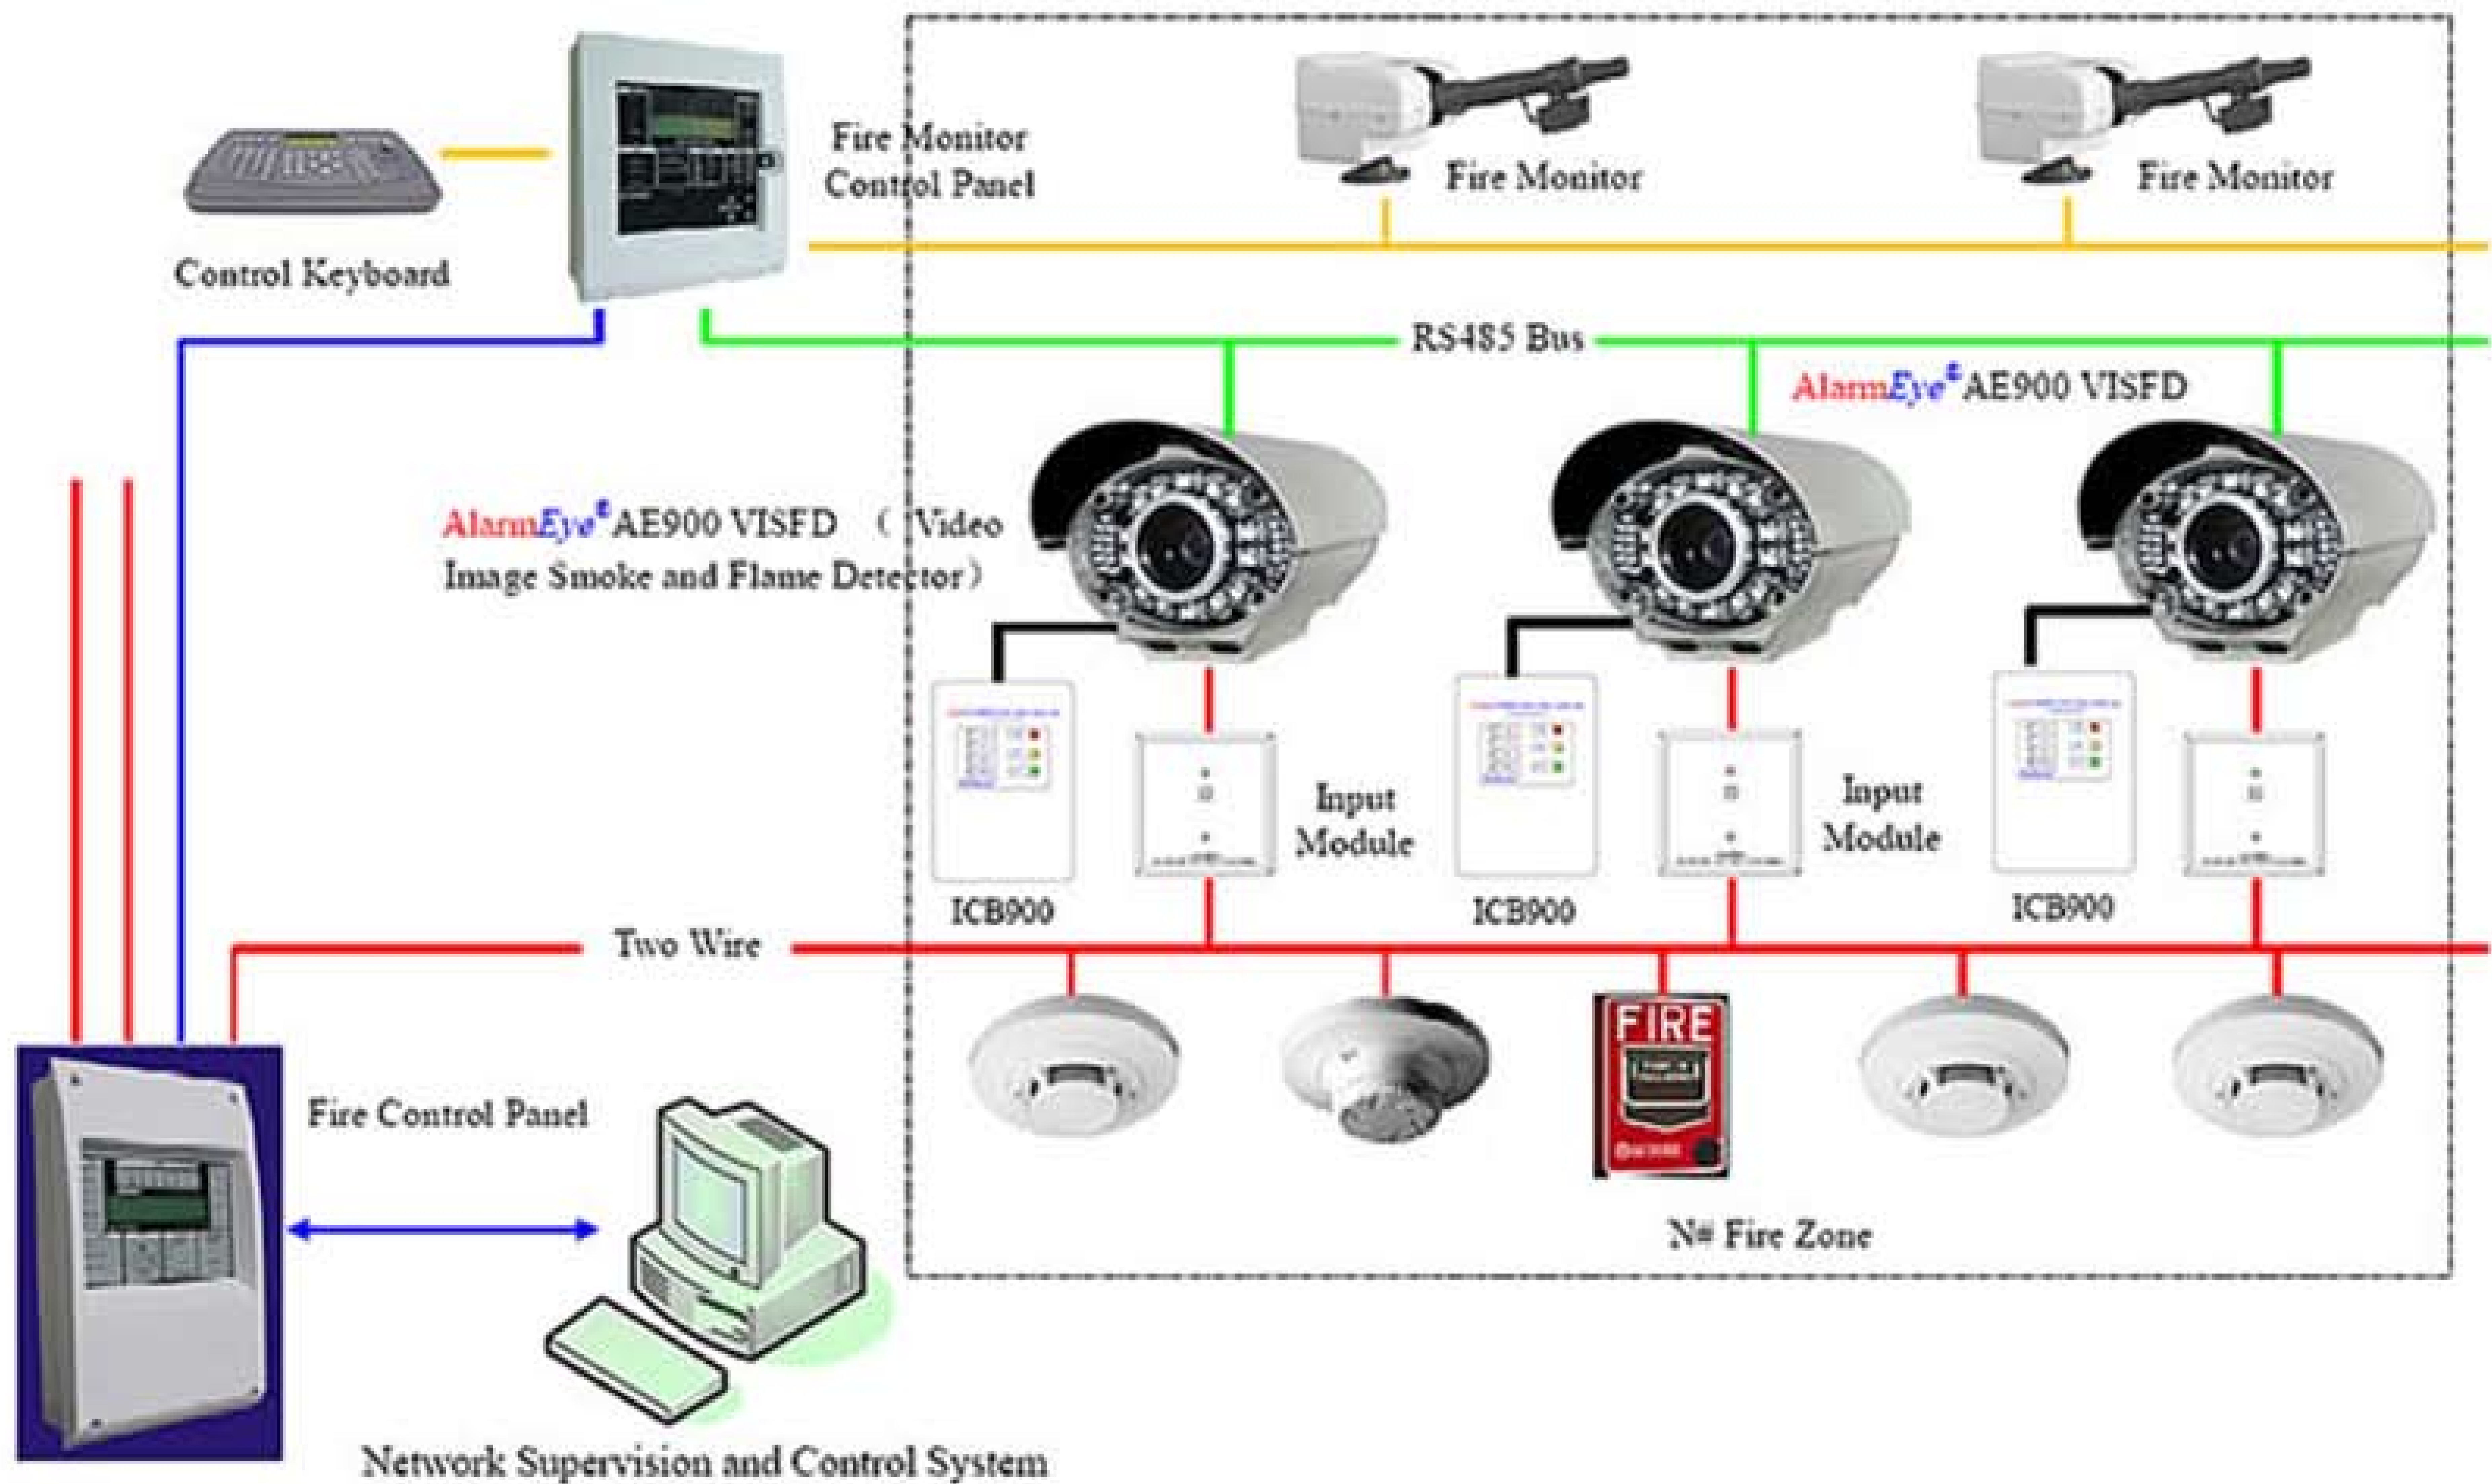 Fire Monitor
Control Panel
Fire Monitor
Fire Monitor
Control Keyboard
RS485 Bus
AlarmEye® AE900 VISFD
AlarmEye® AE900 VISFD （ Video
Image Smoke and Flame Detector）
Input
Module
Input
Module
ICB900
ICB900
ICB900
Two Wire
FIRE
Fire Control Panel
N# Fire Zone
Network Supervision and Control System